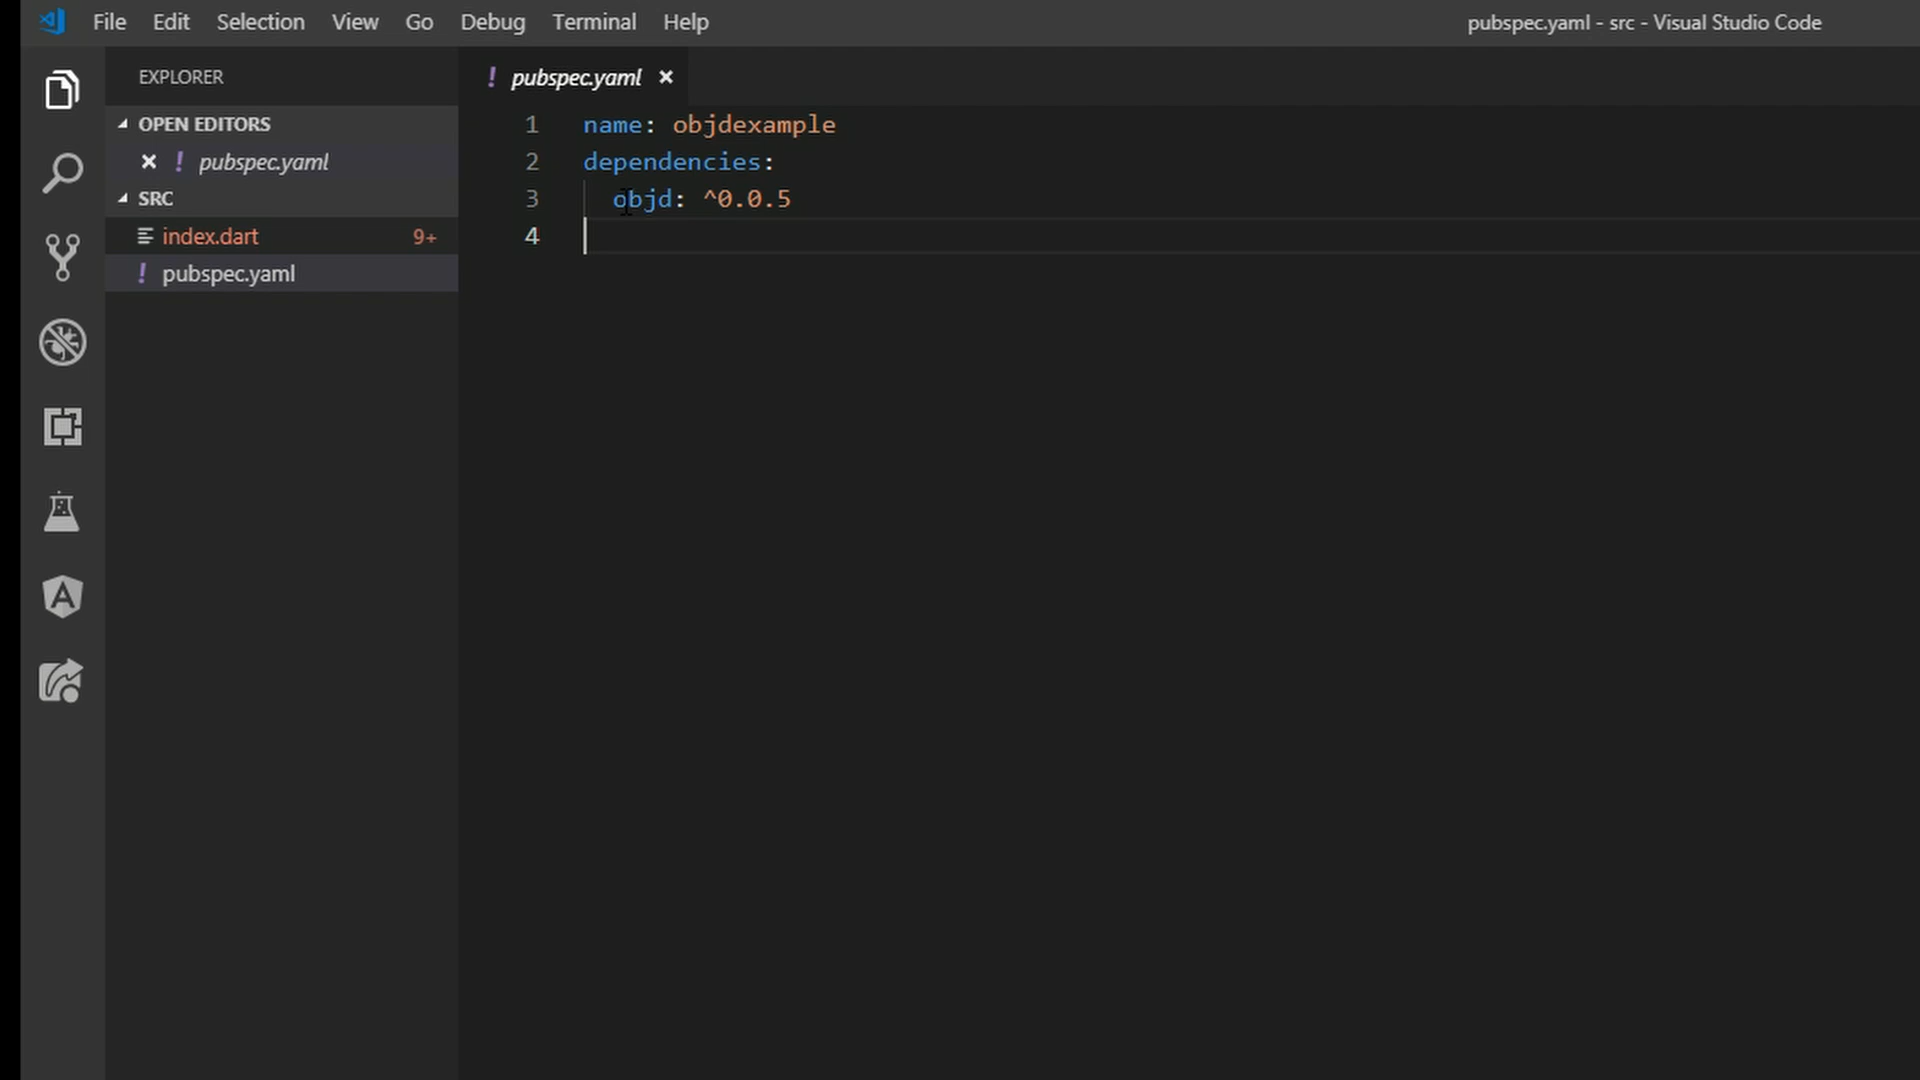 File Edit Selection View Go Debug Terminal Help
pubspec.yaml - src - Visual Studio Code
EXPLORER
OPEN EDITORS
pubspec.yaml
SRC
index.dart 9+
pubspec.yaml
pubspec.yaml
1 name: objdexample
2 dependencies:
3 objd: ^0.0.5
4